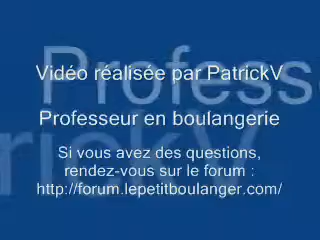 Vidéo réalisée par PatrickV
Professeur en boulangerie
Si vous avez des questions,
rendez-vous sur le forum :
http://forum.lepetitboulanger.com/